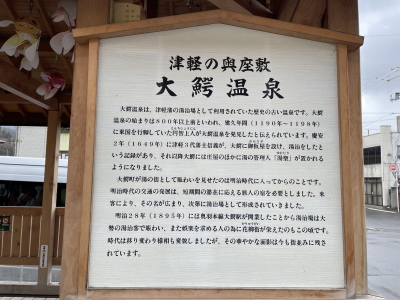 津軽の奥座敷
大鰐温泉
大鰐温泉は、津軽藩の湯治場として利用されていた歴史の古い温泉です。大鰐
温泉の始まりは800年以上前といわれ、建久年間(1190年~1198年)
に東国を行脚していた円智上人が大鰐温泉を発見したと伝えられています。慶安
2年(1649年)に津軽3代藩主信義が、大鰐に御仮屋を設け、湯治をしたと
いう記録があり、それ以降大鰐には庄屋のほかに湯の管理人「湯聖」が置かれる
ようになりました。
大鰐町が湯の街として賑わいを見せたのは明治時代に入ってからのことです。
明治時代の交通の発展は、短期間の湯治に応える旅人の宿を必要としました。来
客により、その名が広まり、次第に湯治場として形成されていきました。
明治28年(1895年)には奥羽本線大鰐駅が開業したことから湯治場は大
勢の湯治客で賑わい、また娯楽を求める人の為に花柳街が栄えたのもこの頃です。
時代は移り変わり様相も変貌しましたが、その華やかな面影は今も街並みに残さ
れています。